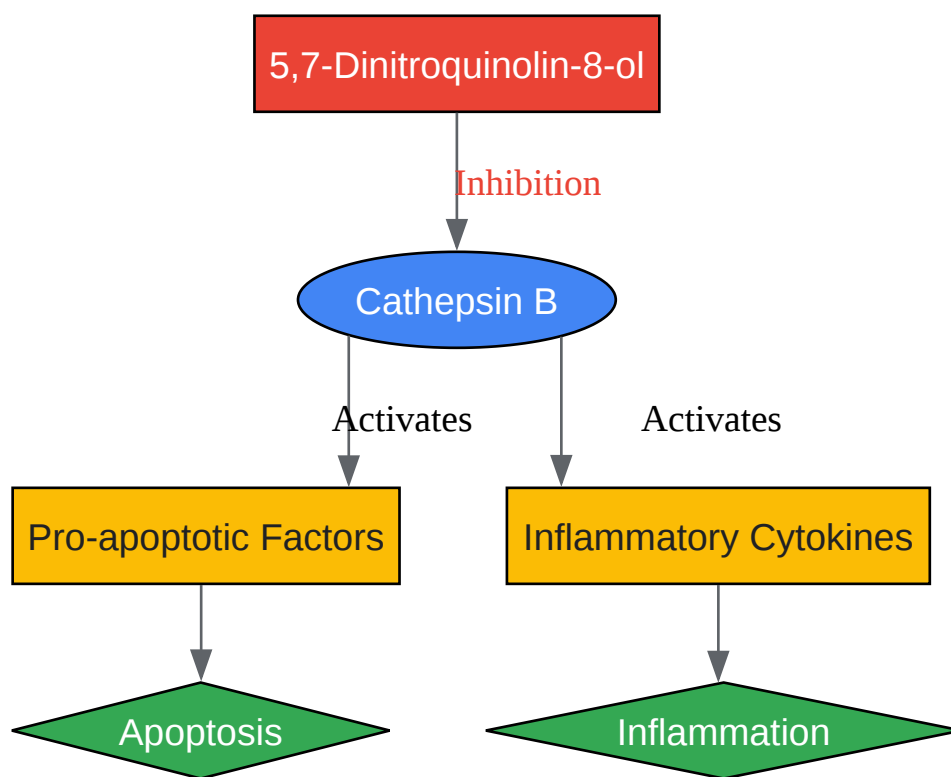 5,7-Dinitroquinolin-8-ol
Inhibition
Cathepsin B
Activates
Activates
Pro-apoptotic Factors
Inflammatory Cytokines
Apoptosis
Inflammation